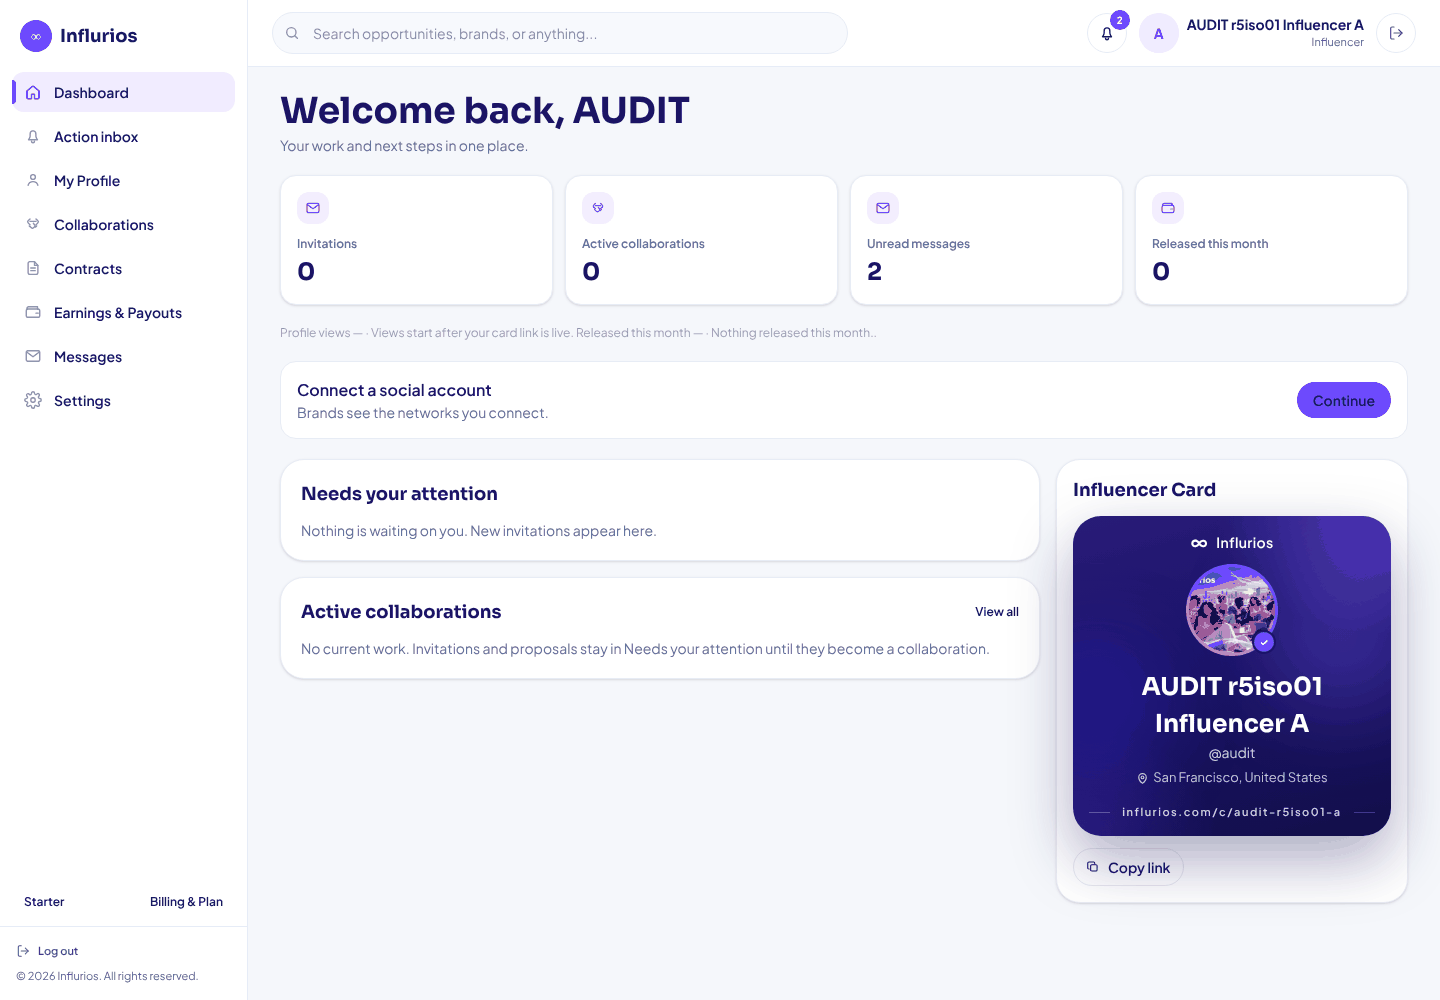 Influrios
Search opportunities, brands, or anything...
2
A
AUDIT r5iso01 Influencer A
Influencer
Dashboard
Action inbox
My Profile
Collaborations
Contracts
Earnings & Payouts
Messages
Settings
Starter
Billing & Plan
Log out
© 2026 Influrios. All rights reserved.
Welcome back, AUDIT
Your work and next steps in one place.
Invitations
0
Active collaborations
0
Unread messages
2
Released this month
0
Profile views — · Views start after your card link is live. Released this month — · Nothing released this month..
Connect a social account
Brands see the networks you connect.
Continue
Needs your attention
Nothing is waiting on you. New invitations appear here.
Active collaborations
View all
No current work. Invitations and proposals stay in Needs your attention until they become a collaboration.
Influencer Card
Influrios
AUDIT r5iso01
Influencer A
@audit
San Francisco, United States
influrios.com/c/audit-r5iso01-a
Copy link